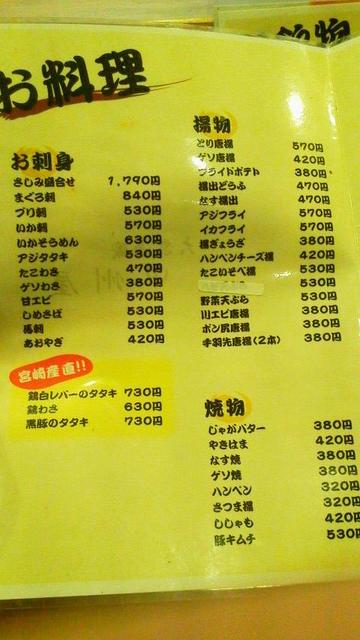 お料理
お刺身
さしみ盛合せ 1,790円
まぐろ刺 840円
ブリ刺 530円
いか刺 570円
いかそうめん 630円
アジタタキ 530円
たこわさ 470円
ゲソわさ 380円
甘エビ 570円
しめさば 530円
馬刺 530円
あおやぎ 420円
宮崎産直!!
鶏白レバーのタタキ 730円
鶏わさ 630円
黒豚のタタキ 730円
揚物
とり唐揚 570円
ゲソ唐揚 420円
フライドポテト 380円
揚出どうふ 470円
なす揚出 470円
アジフライ 570円
イカフライ 570円
揚ぎょうざ 380円
ハンペンチーズ揚 420円
たこいそべ揚 530円
野菜天ぷら 530円
川エビ唐揚 380円
ポン尻唐揚 380円
手羽先唐揚(2本) 380円
焼物
じゃがバター 380円
やきはま 420円
なす焼 380円
ゲソ焼 380円
ハンペン 320円
さつま揚 320円
ししゃも 420円
豚キムチ 530円